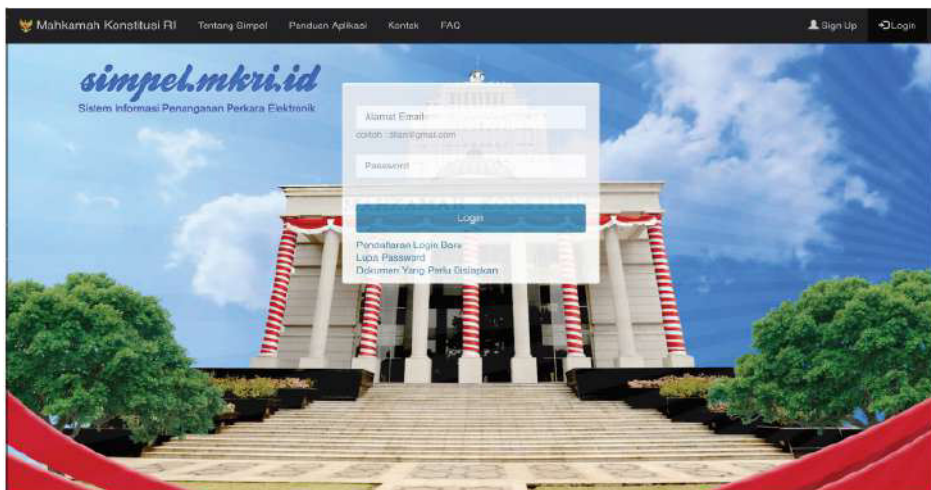 Mahkamah Konstitusi RI Tentang Simpel Panduan Aplikasi Kontak FAQ Sign Up Login
simpel.mkri.id
Sistem Informasi Penanganan Perkara Elektronik
Alamat Email
contoh :
Password
Login
Pendaftaran Login Baru
Lupa Password
Dokumen Yang Perlu Disiapkan